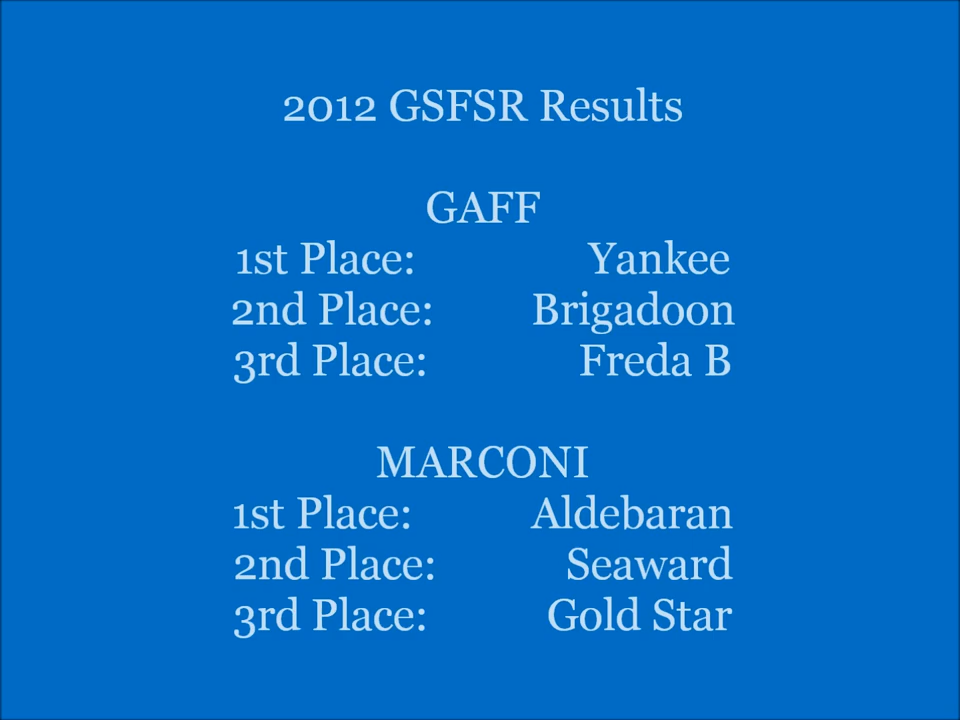 2012 GSFSR Results
GAFF
1st Place: Yankee
2nd Place: Brigadoon
3rd Place: Freda B
MARCONI
1st Place: Aldebaran
2nd Place: Seaward
3rd Place: Gold Star